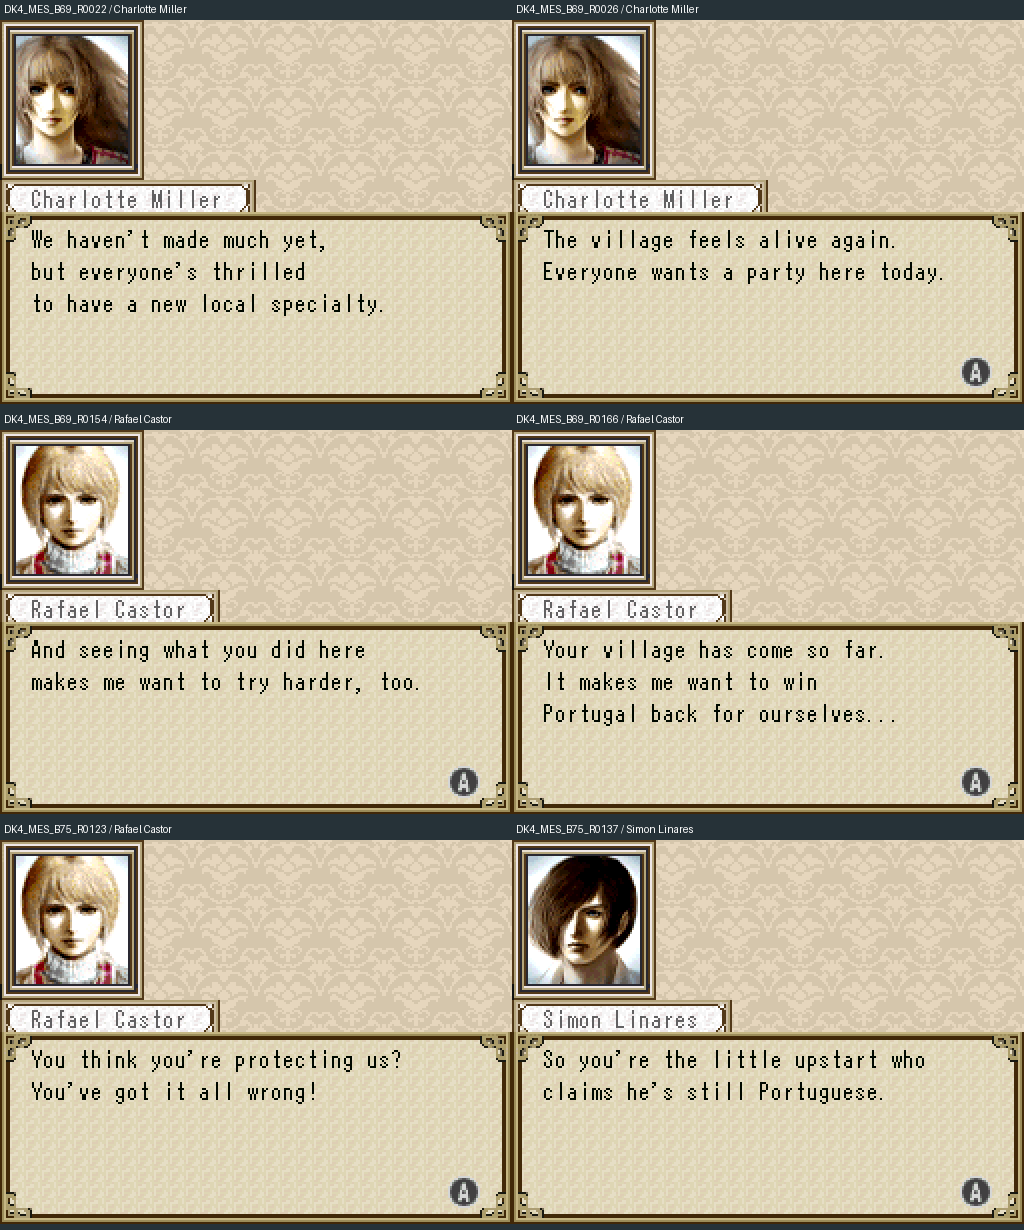 DK4_MES_B69_R0022 / Charlotte Miller
Charlotte Miller
We haven't made much yet,
but everyone's thrilled
to have a new local specialty.
DK4_MES_B69_R0026 / Charlotte Miller
Charlotte Miller
The village feels alive again.
Everyone wants a party here today.
A
DK4_MES_B69_R0154 / Rafael Castor
Rafael Castor
And seeing what you did here
makes me want to try harder, too.
A
DK4_MES_B69_R0166 / Rafael Castor
Rafael Castor
Your village has come so far.
It makes me want to win
Portugal back for ourselves...
A
DK4_MES_B75_R0123 / Rafael Castor
Rafael Castor
You think you're protecting us?
You've got it all wrong!
A
DK4_MES_B75_R0137 / Simon Linares
Simon Linares
So you're the little upstart who
claims he's still Portuguese.
A